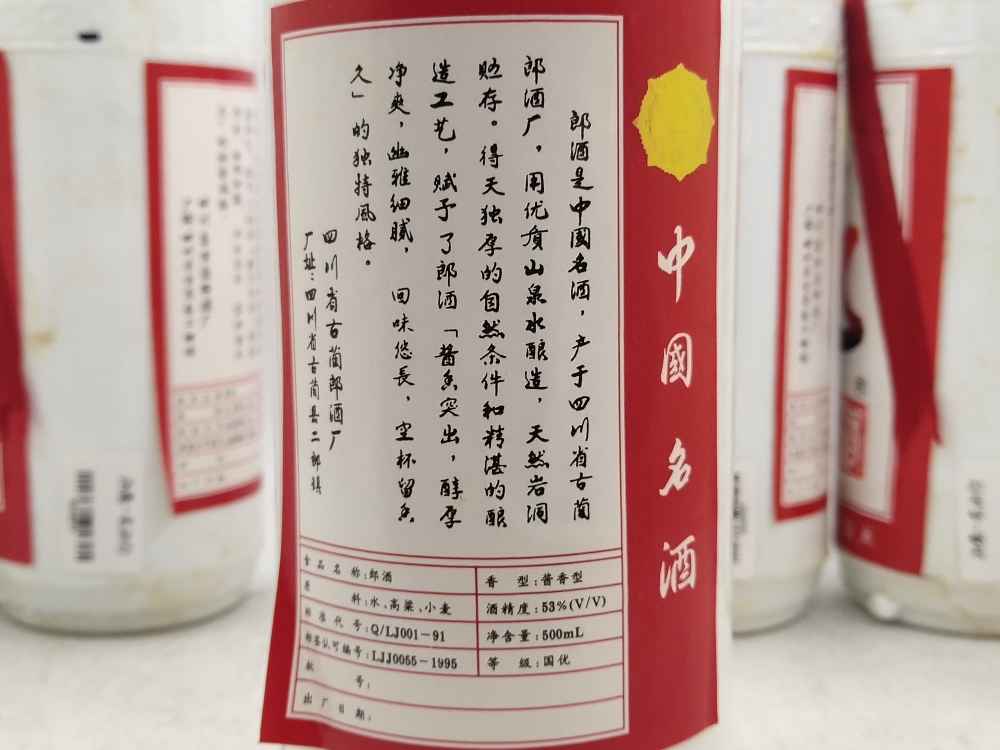 郎酒是中國名酒，产于四川省古蔺
郎酒厂。用优质山泉水酿造，天然岩洞
贮存。得天独厚的自然条件和精湛的酿
造工艺，赋予了郎酒「酱香突出，醇厚
净爽，幽雅细腻，回味悠長，空杯留香
久」的独特风格。
四川省古蔺郎酒厂
厂址：四川省古蔺县二郎镇
中國名酒
食品名称：郎酒
香型：酱香型
原料：水、高粱、小麦
酒精度：53%(V/V)
标准代号：Q/LJ001－91
净含量：500mL
标签认可编号：LJJ0055－1995
等级：国优
批号：
出厂日期：